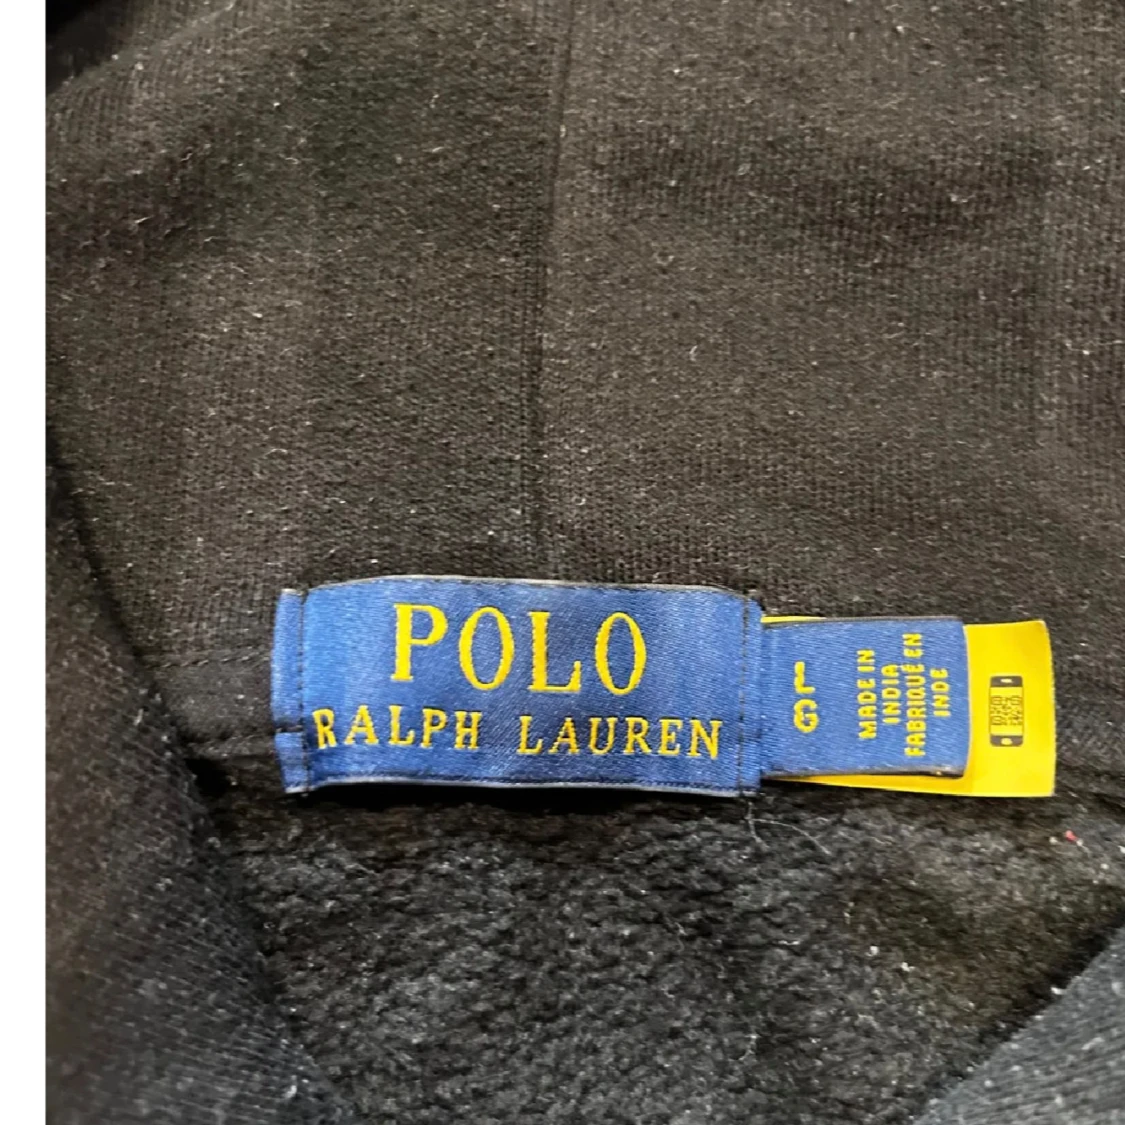 POLO
RALPH LAUREN
L
G
MADE IN
INDIA
FABRIQUÉ EN
INDE